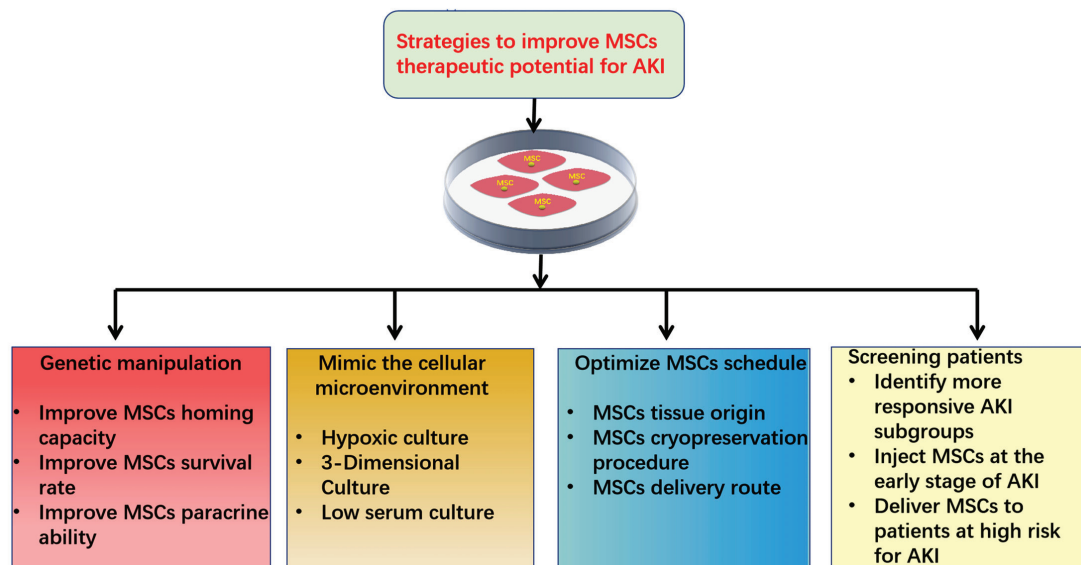 Strategies to improve MSCs
therapeutic potential for AKI
MSC
MSC
MSC
MSC
Genetic manipulation
• Improve MSCs homing
capacity
• Improve MSCs survival
rate
• Improve MSCs paracrine
ability
Mimic the cellular
microenvironment
• Hypoxic culture
• 3-Dimensional
Culture
• Low serum culture
Optimize MSCs schedule
• MSCs tissue origin
• MSCs cryopreservation
procedure
• MSCs delivery route
Screening patients
• Identify more
responsive AKI
subgroups
• Inject MSCs at the
early stage of AKI
• Deliver MSCs to
patients at high risk
for AKI